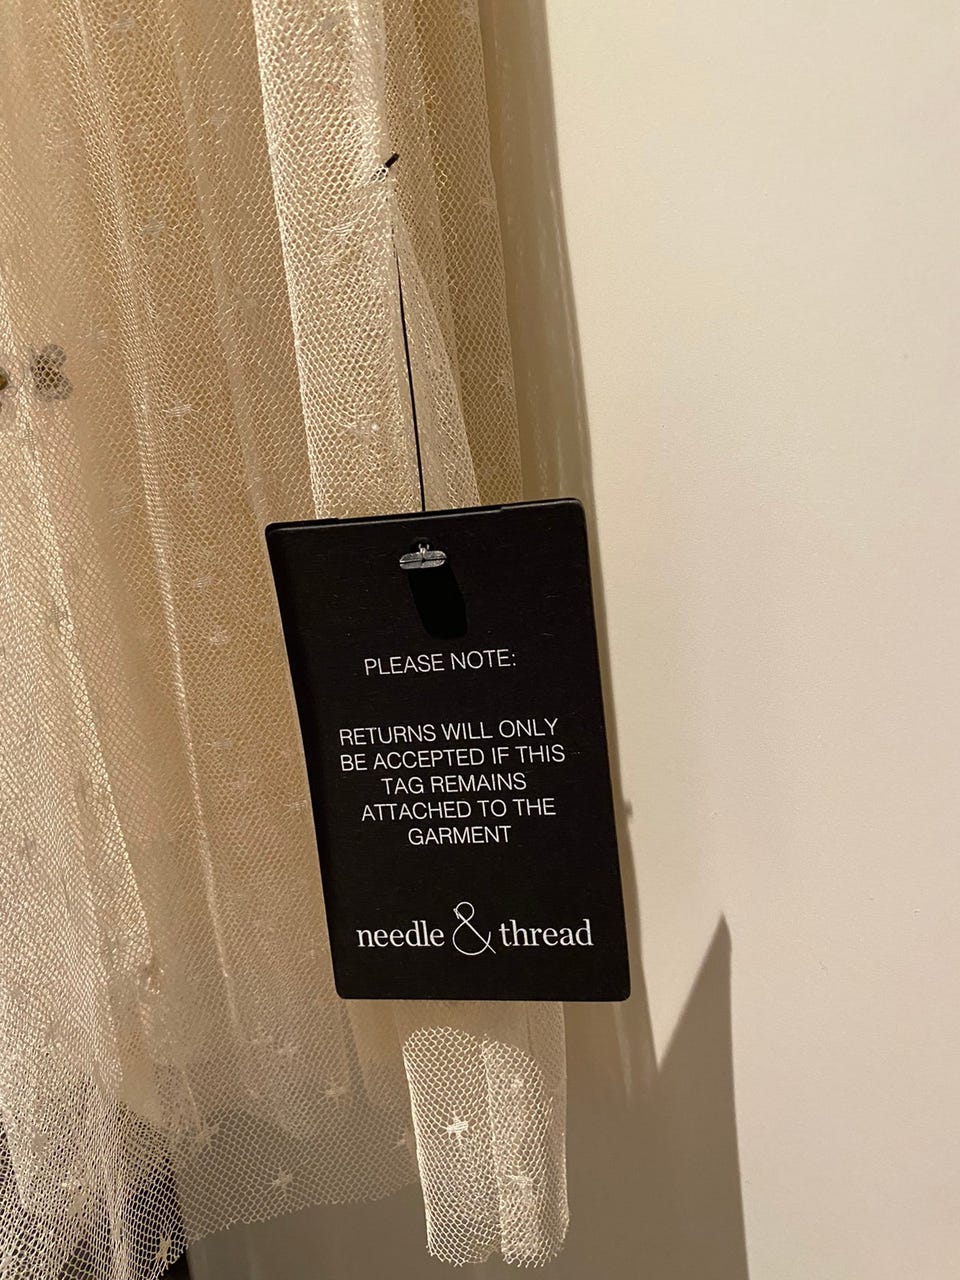 PLEASE NOTE:
RETURNS WILL ONLY
BE ACCEPTED IF THIS
TAG REMAINS
ATTACHED TO THE
GARMENT
needle & thread